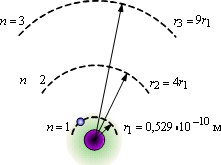 n = 3
r₃ = 9r₁
n 2
r₂ = 4r₁
n = 1
r₁ = 0,529•10⁻¹⁰ м